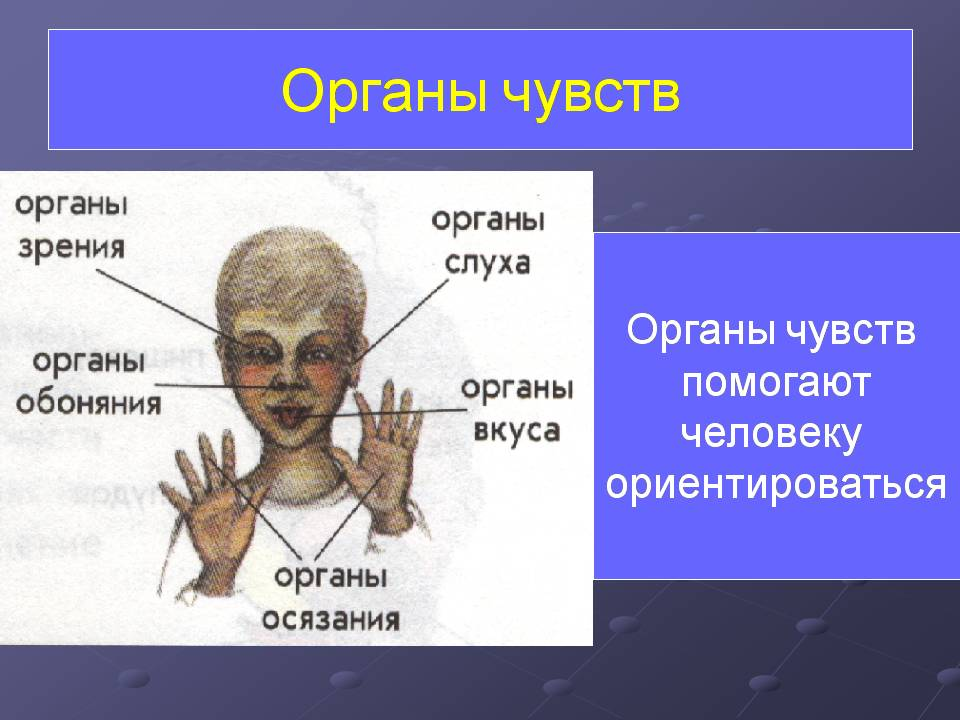 Органы чувств
органы
зрения
органы
слуха
органы
обоняния
органы
вкуса
органы
осязания
Органы чувств
помогают
человеку
ориентироваться